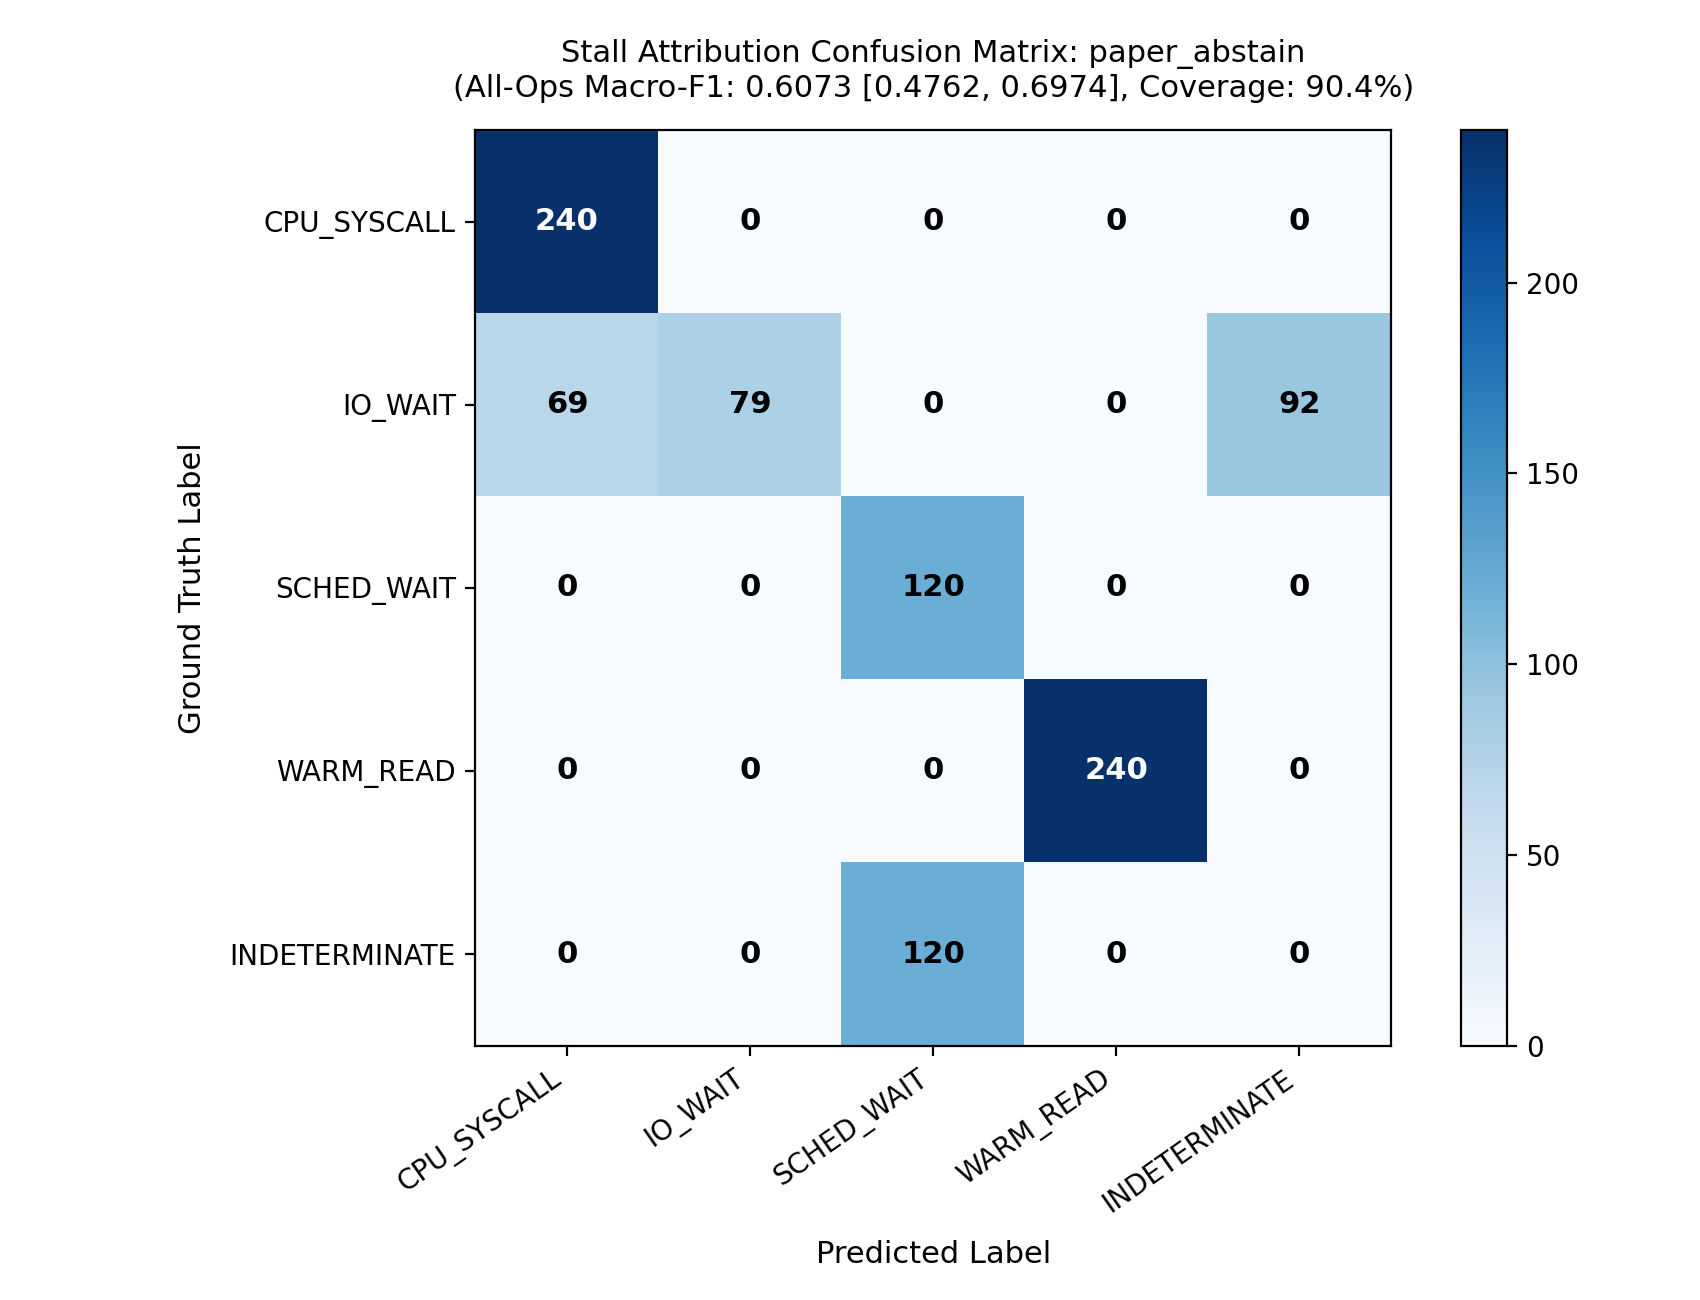 Stall Attribution Confusion Matrix: paper_abstain
(All-Ops Macro-F1: 0.6073 [0.4762, 0.6974], Coverage: 90.4%)
CPU_SYSCALL 240 0 0 0 0
IO_WAIT 69 79 0 0 92
SCHED_WAIT 0 0 120 0 0
WARM_READ 0 0 0 240 0
INDETERMINATE 0 0 120 0 0
Ground Truth Label
CPU_SYSCALL IO_WAIT SCHED_WAIT WARM_READ INDETERMINATE
Predicted Label
200
150
100
50
0